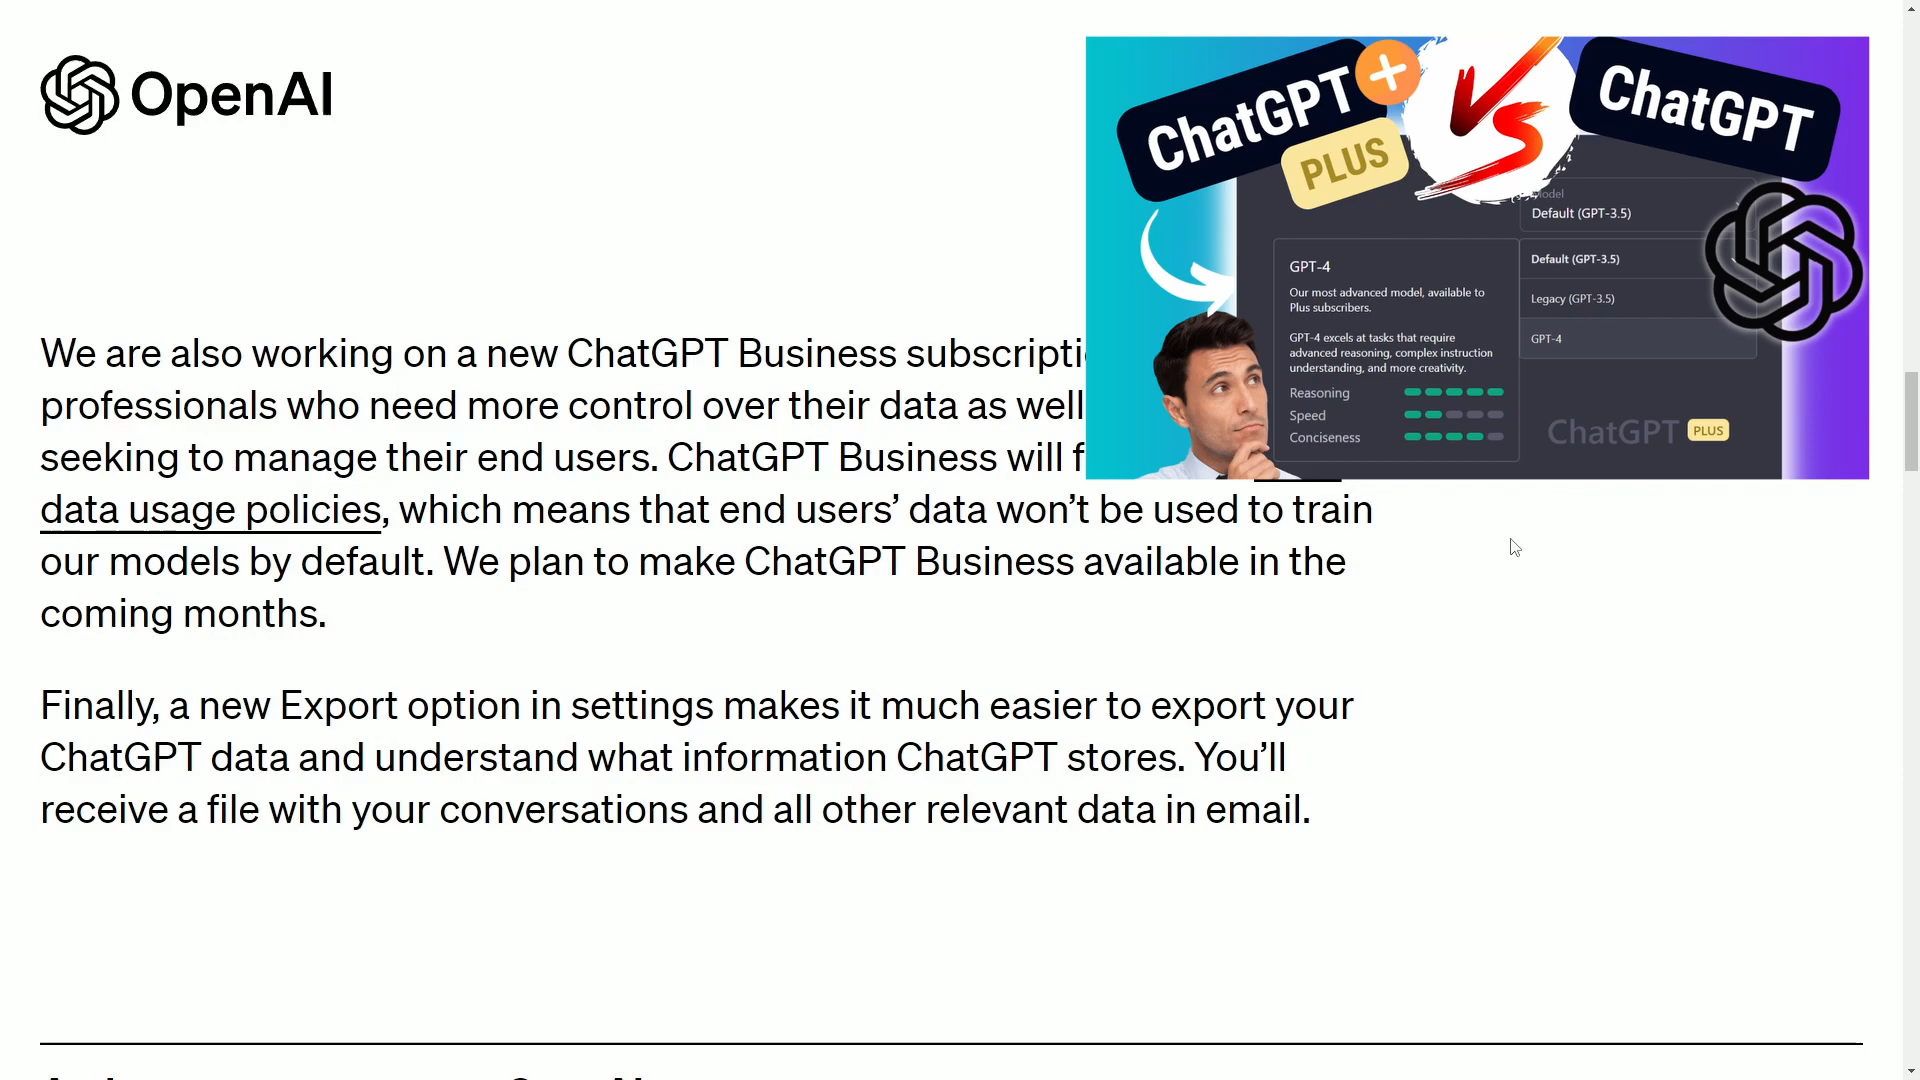 OpenAI
We are also working on a new ChatGPT Business
professionals who need more control over their data as well
seeking to manage their end users. ChatGPT Business will
data usage policies, which means that end users’ data won’t be used to train
our models by default. We plan to make ChatGPT Business available in the
coming months.
Finally, a new Export option in settings makes it much easier to export your
ChatGPT data and understand what information ChatGPT stores. You’ll
receive a file with your conversations and all other relevant data in email.
ChatGPT +
PLUS
VS
ChatGPT
Default (GPT-3.5)
Default (GPT-3.5)
Legacy (GPT-3.5)
GPT-4
GPT-4
Our most advanced model, available to
Plus subscribers.
GPT-4 excels at tasks that require
advanced reasoning, complex instruction
understanding, and more creativity.
Reasoning
Speed
Conciseness
ChatGPT PLUS